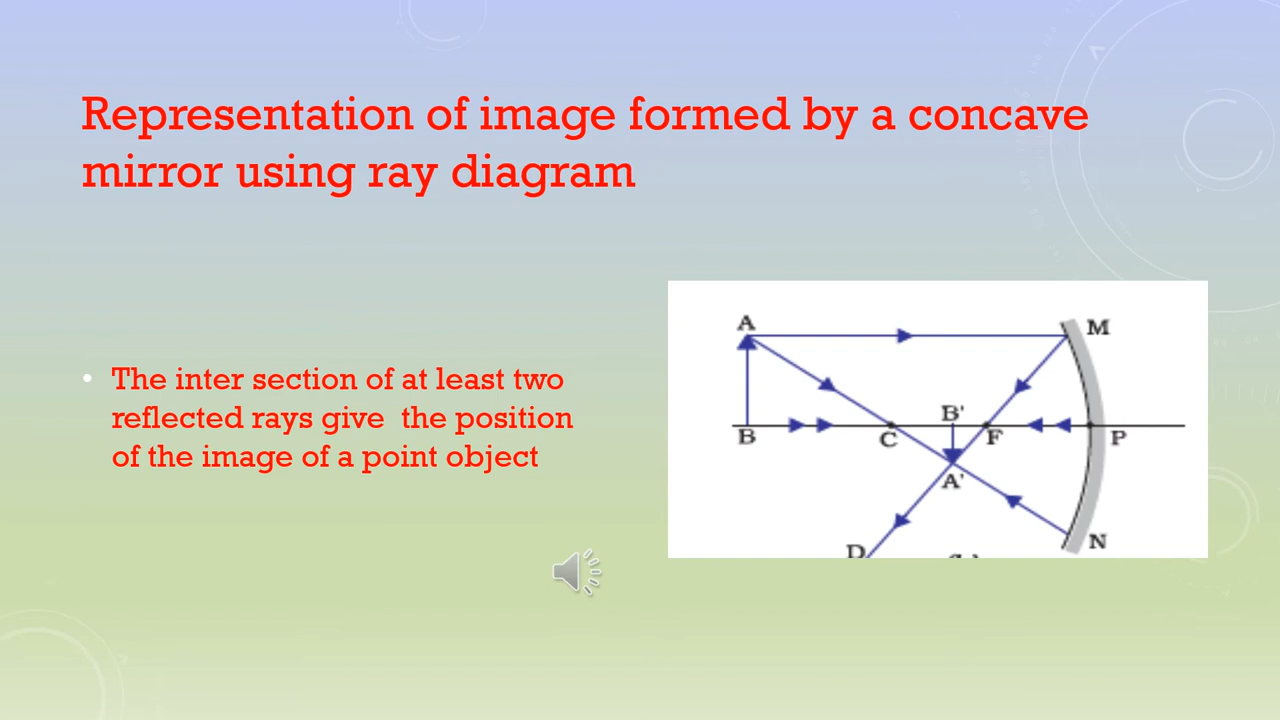 Representation of image formed by a concave
mirror using ray diagram
• The inter section of at least two
reflected rays give the position
of the image of a point object
A
M
B'
B
C
F
P
A'
N
D